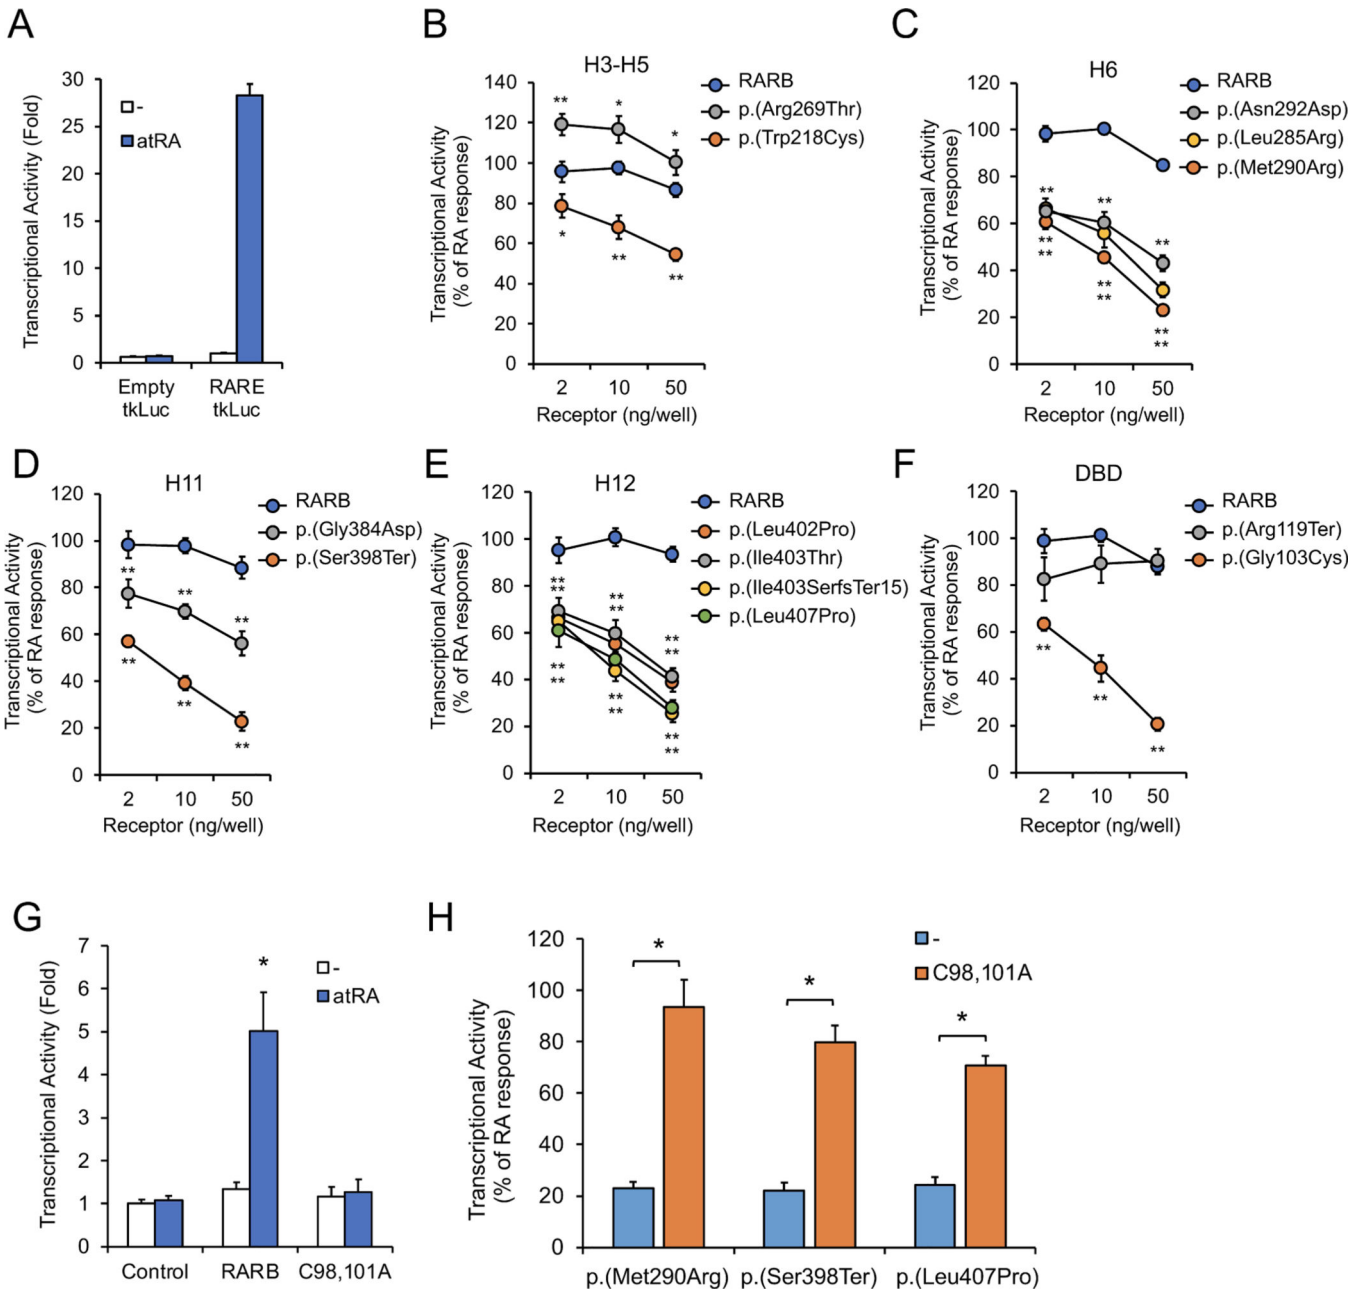 A
Transcriptional Activity (Fold)
30
25
20
15
10
5
0
-
atRA
Empty
tkLuc
RARE
tkLuc
B
H3-H5
Transcriptional Activity
(% of RA response)
140
120
100
80
60
40
20
0
**
*
*
*
**
**
2
10
50
Receptor (ng/well)
RARB
p.(Arg269Thr)
p.(Trp218Cys)
C
H6
Transcriptional Activity
(% of RA response)
120
100
80
60
40
20
0
**
**
**
**
**
**
**
**
**
2
10
50
Receptor (ng/well)
RARB
p.(Asn292Asp)
p.(Leu285Arg)
p.(Met290Arg)
D
H11
Transcriptional Activity
(% of RA response)
120
100
80
60
40
20
0
**
**
**
**
**
**
2
10
50
Receptor (ng/well)
RARB
p.(Gly384Asp)
p.(Ser398Ter)
E
H12
Transcriptional Activity
(% of RA response)
120
100
80
60
40
20
0
**
**
**
**
**
**
**
**
**
**
**
**
2
10
50
Receptor (ng/well)
RARB
p.(Leu402Pro)
p.(Ile403Thr)
p.(Ile403SerfsTer15)
p.(Leu407Pro)
F
DBD
Transcriptional Activity
(% of RA response)
120
100
80
60
40
20
0
**
**
**
2
10
50
Receptor (ng/well)
RARB
p.(Arg119Ter)
p.(Gly103Cys)
G
Transcriptional Activity (Fold)
7
6
5
4
3
2
1
0
*
-
atRA
Control
RARB
C98,101A
H
Transcriptional Activity
(% of RA response)
120
100
80
60
40
20
0
*
*
*
-
C98,101A
p.(Met290Arg)
p.(Ser398Ter)
p.(Leu407Pro)